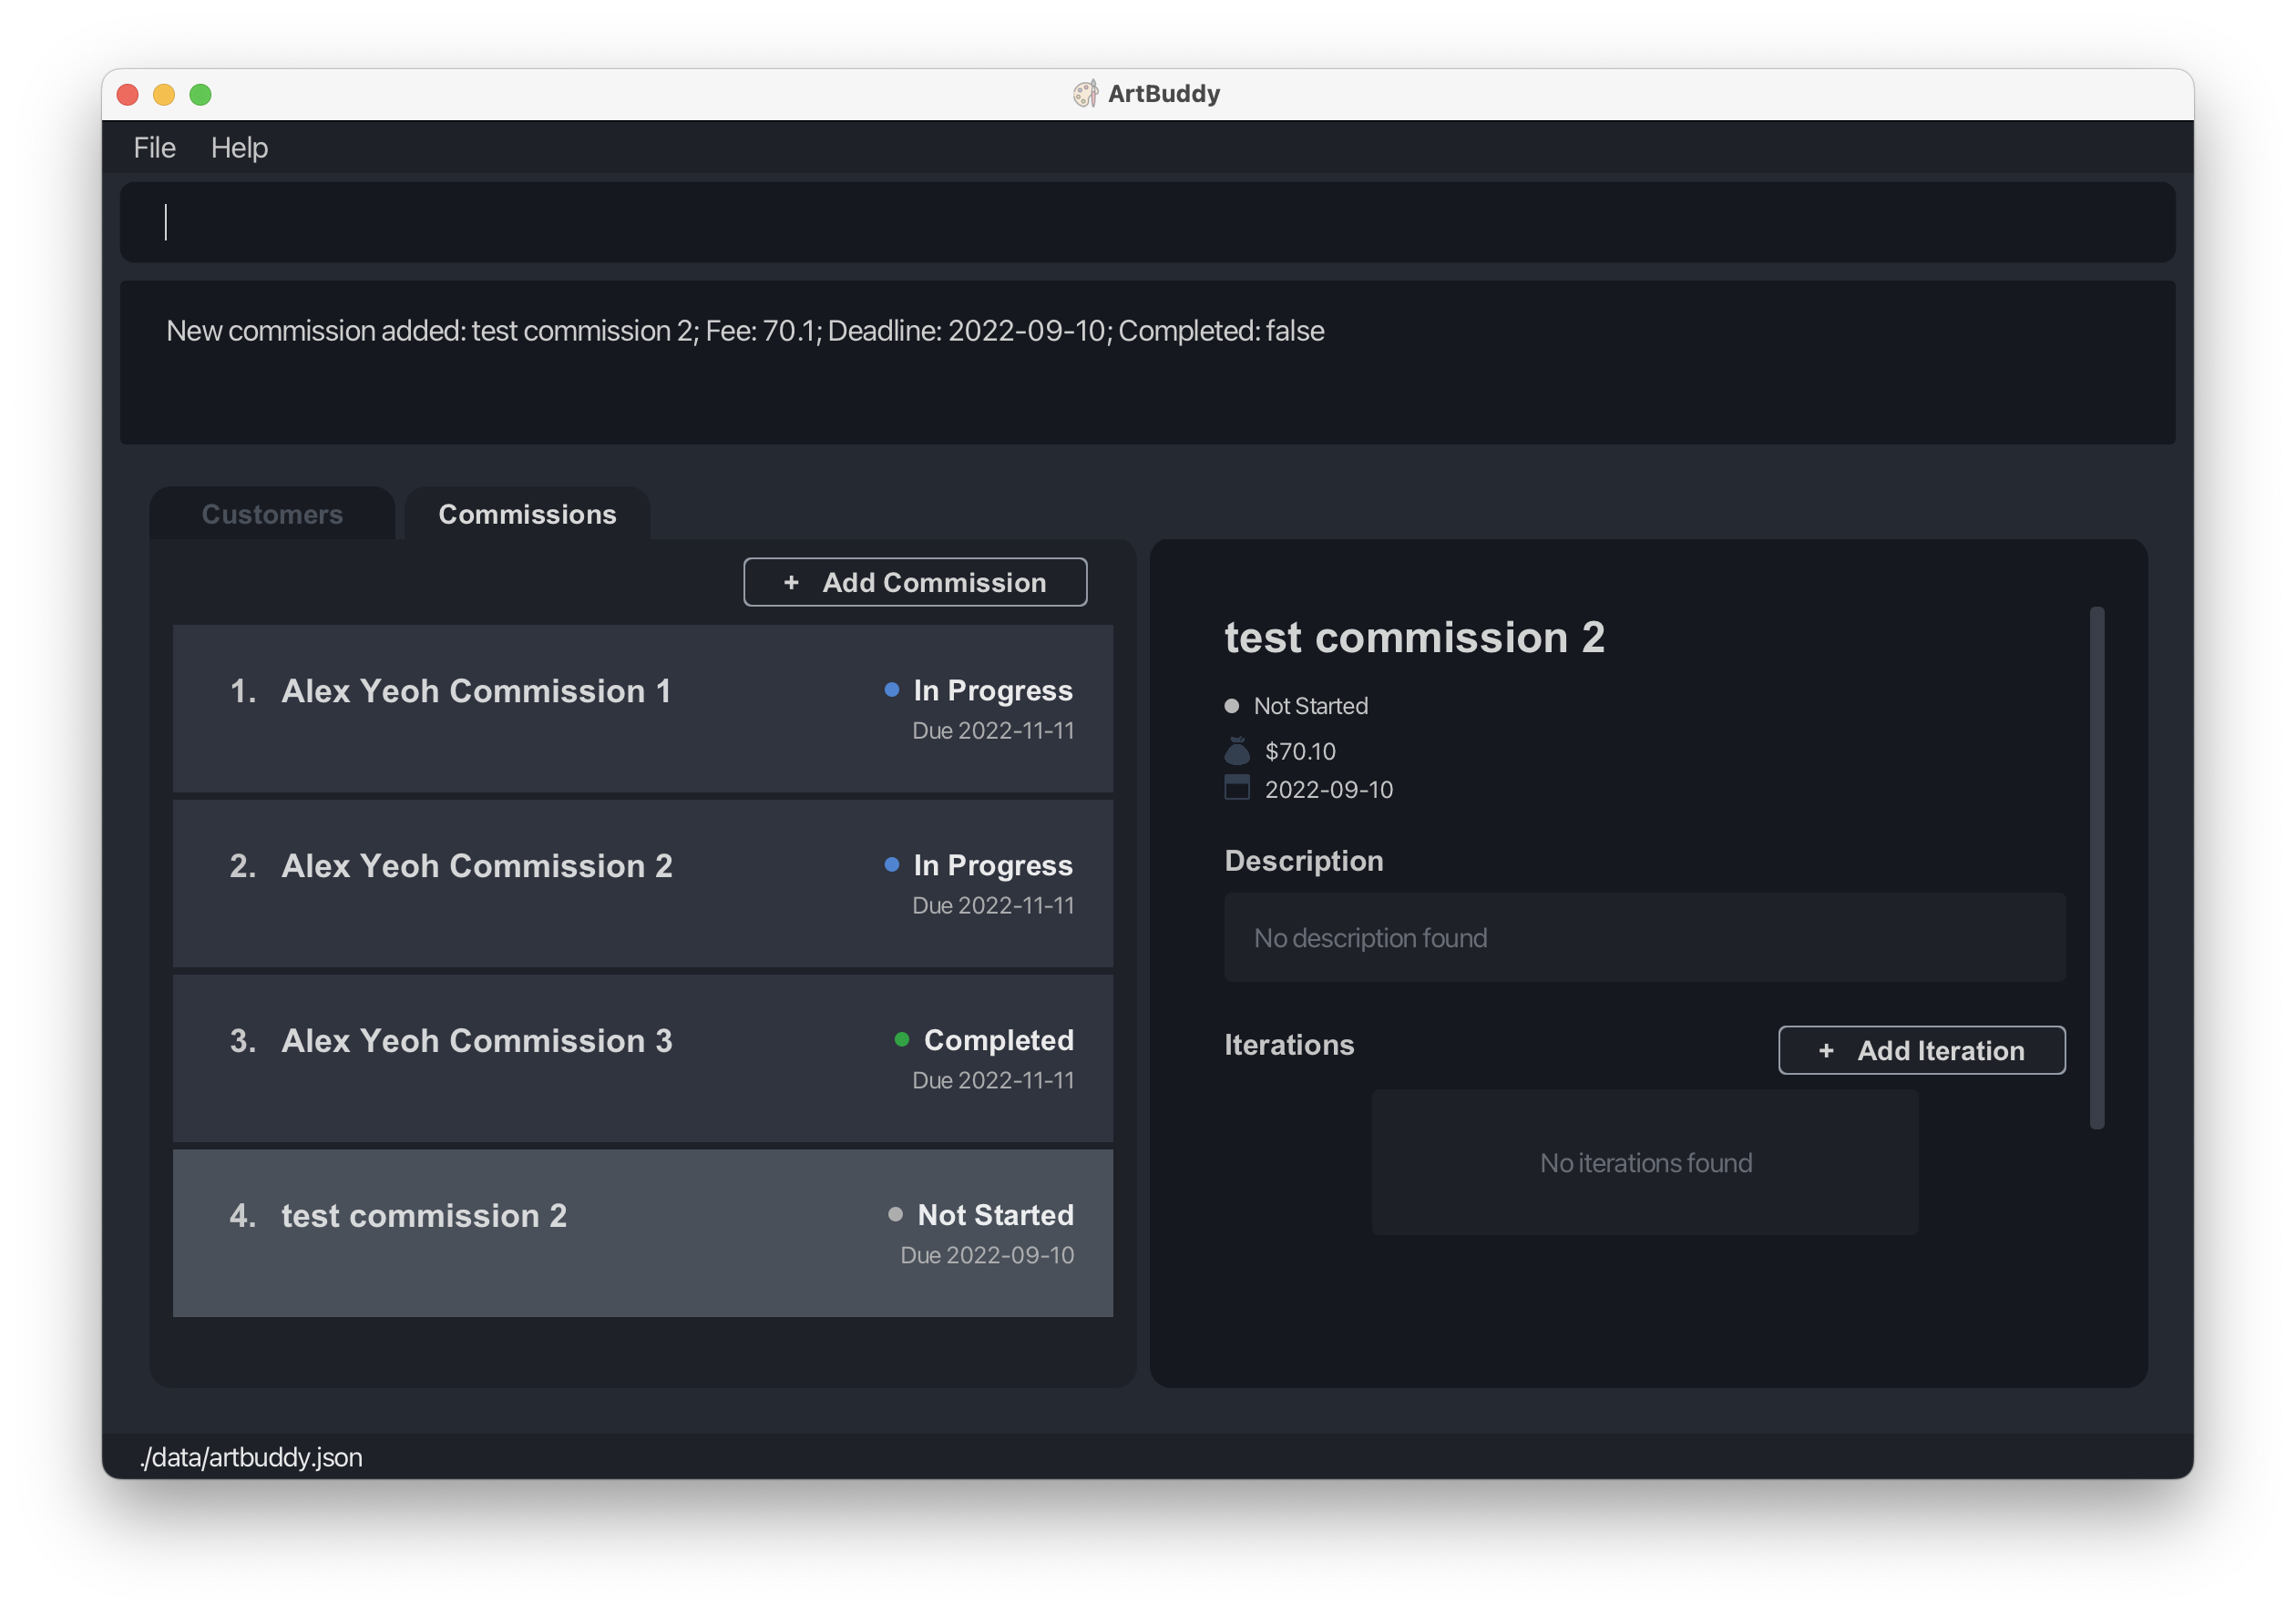 ArtBuddy
File Help
New commission added: test commission 2; Fee: 70.1; Deadline: 2022-09-10; Completed: false
Customers Commissions
+ Add Commission
1. Alex Yeoh Commission 1
In Progress
Due 2022-11-11
2. Alex Yeoh Commission 2
In Progress
Due 2022-11-11
3. Alex Yeoh Commission 3
Completed
Due 2022-11-11
4. test commission 2
Not Started
Due 2022-09-10
test commission 2
Not Started
$70.10
2022-09-10
Description
No description found
Iterations
+ Add Iteration
No iterations found
./data/artbuddy.json